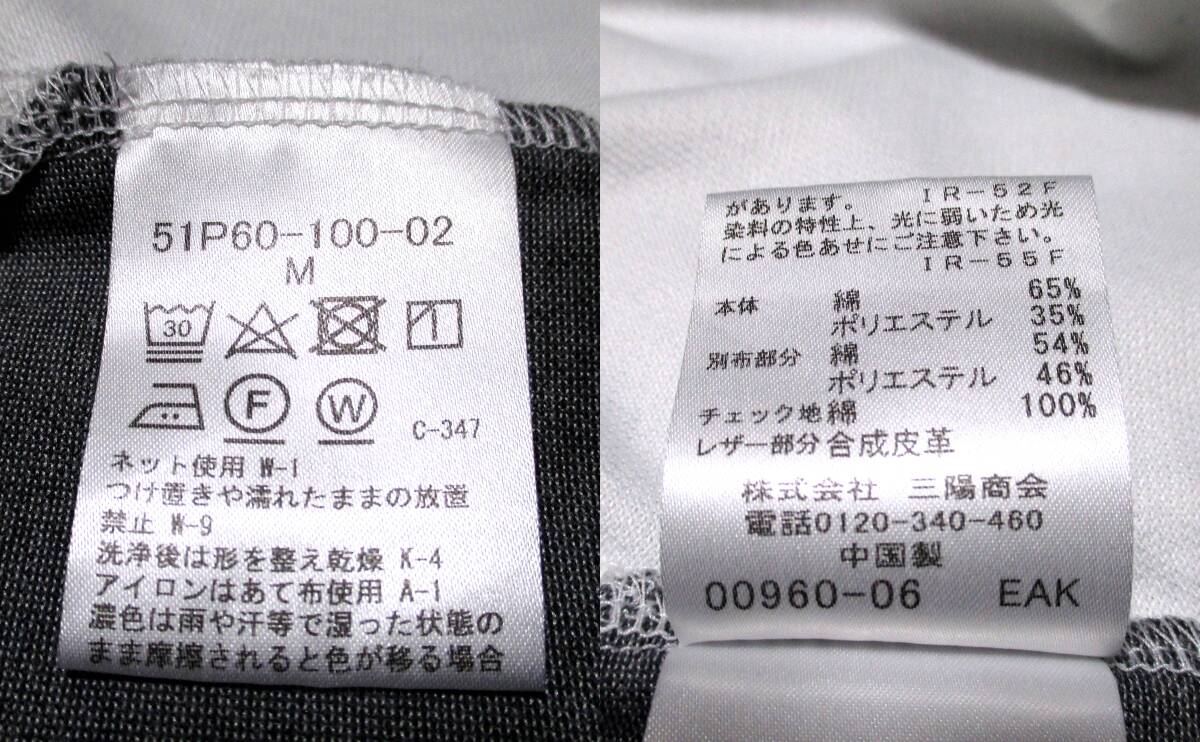 51P60-100-02
M
30
F W C-347
ネット使用 W-1
つけ置きや濡れたままの放置
禁止 W-9
洗浄後は形を整え乾燥 K-4
アイロンはあて布使用 A-1
濃色は雨や汗等で湿った状態の
まま摩擦されると色が移る場合
があります。 IR-52F
染料の特性上、光に弱いため光
による色あせにご注意下さい。
IR-55F
本体 綿 65%
ポリエステル 35%
別布部分 綿 54%
ポリエステル 46%
チェック地 綿 100%
レザー部分 合成皮革
株式会社 三陽商会
電話0120-340-460
中国製
00960-06 EAK